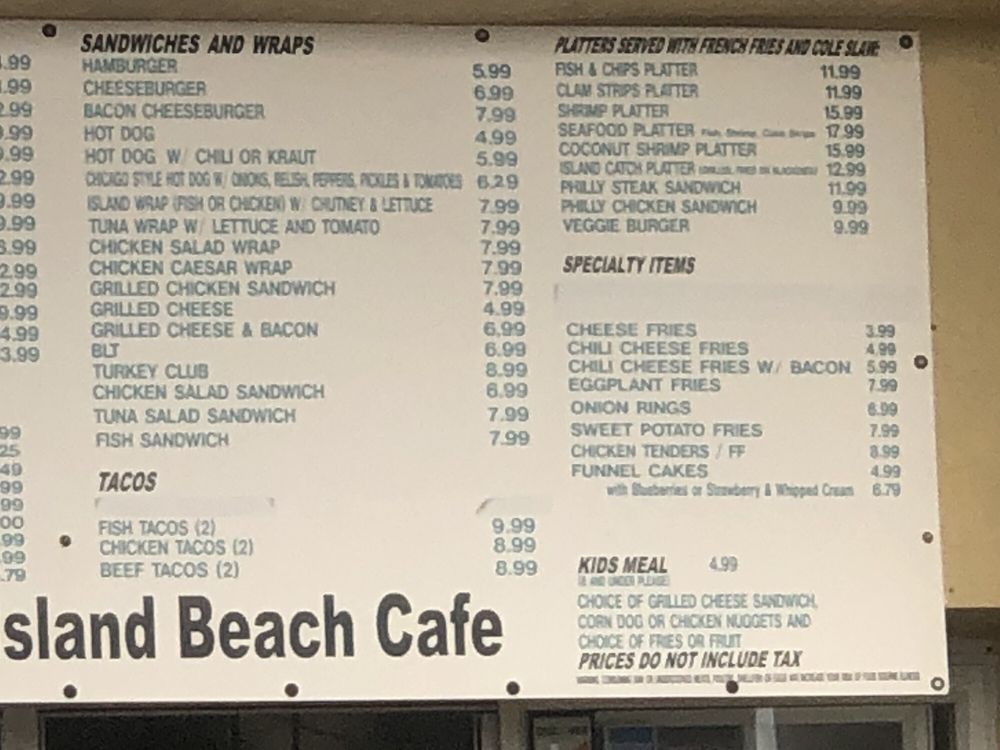 SANDWICHES AND WRAPS
HAMBURGER 5.99
CHEESEBURGER 6.99
BACON CHEESEBURGER 7.99
HOT DOG 4.99
HOT DOG W/ CHILI OR KRAUT 5.99
CHICAGO STYLE HOT DOG W/ ONIONS, RELISH, PEPPERS, PICKLES & TOMATOES 6.29
ISLAND WRAP (FISH OR CHICKEN) W/ CHUTNEY & LETTUCE 7.99
TUNA WRAP W/ LETTUCE AND TOMATO 7.99
CHICKEN SALAD WRAP 7.99
CHICKEN CAESAR WRAP 7.99
GRILLED CHICKEN SANDWICH 7.99
GRILLED CHEESE 4.99
GRILLED CHEESE & BACON 6.99
BLT 6.99
TURKEY CLUB 8.99
CHICKEN SALAD SANDWICH 6.99
TUNA SALAD SANDWICH 7.99
FISH SANDWICH 7.99
TACOS
FISH TACOS (2) 9.99
CHICKEN TACOS (2) 8.99
BEEF TACOS (2) 8.99
sland Beach Cafe
PLATTERS SERVED WITH FRENCH FRIES AND COLE SLAW:
FISH & CHIPS PLATTER 11.99
CLAM STRIPS PLATTER 11.99
SHRIMP PLATTER 15.99
SEAFOOD PLATTER Fish, Shrimp, Clam Strips 17.99
COCONUT SHRIMP PLATTER 15.99
ISLAND CATCH PLATTER (GRILLED, FRIED OR BLACKENED) 12.99
PHILLY STEAK SANDWICH 11.99
PHILLY CHICKEN SANDWICH 9.99
VEGGIE BURGER 9.99
SPECIALTY ITEMS
CHEESE FRIES 3.99
CHILI CHEESE FRIES 4.99
CHILI CHEESE FRIES W/ BACON 5.99
EGGPLANT FRIES 7.99
ONION RINGS 6.99
SWEET POTATO FRIES 7.99
CHICKEN TENDERS / FF 8.99
FUNNEL CAKES 4.99
with Blueberries or Strawberry & Whipped Cream 6.79
KIDS MEAL 4.99
AND UNDER PLEASE)
CHOICE OF GRILLED CHEESE SANDWICH,
CORN DOG OR CHICKEN NUGGETS AND
CHOICE OF FRIES OR FRUIT
PRICES DO NOT INCLUDE TAX